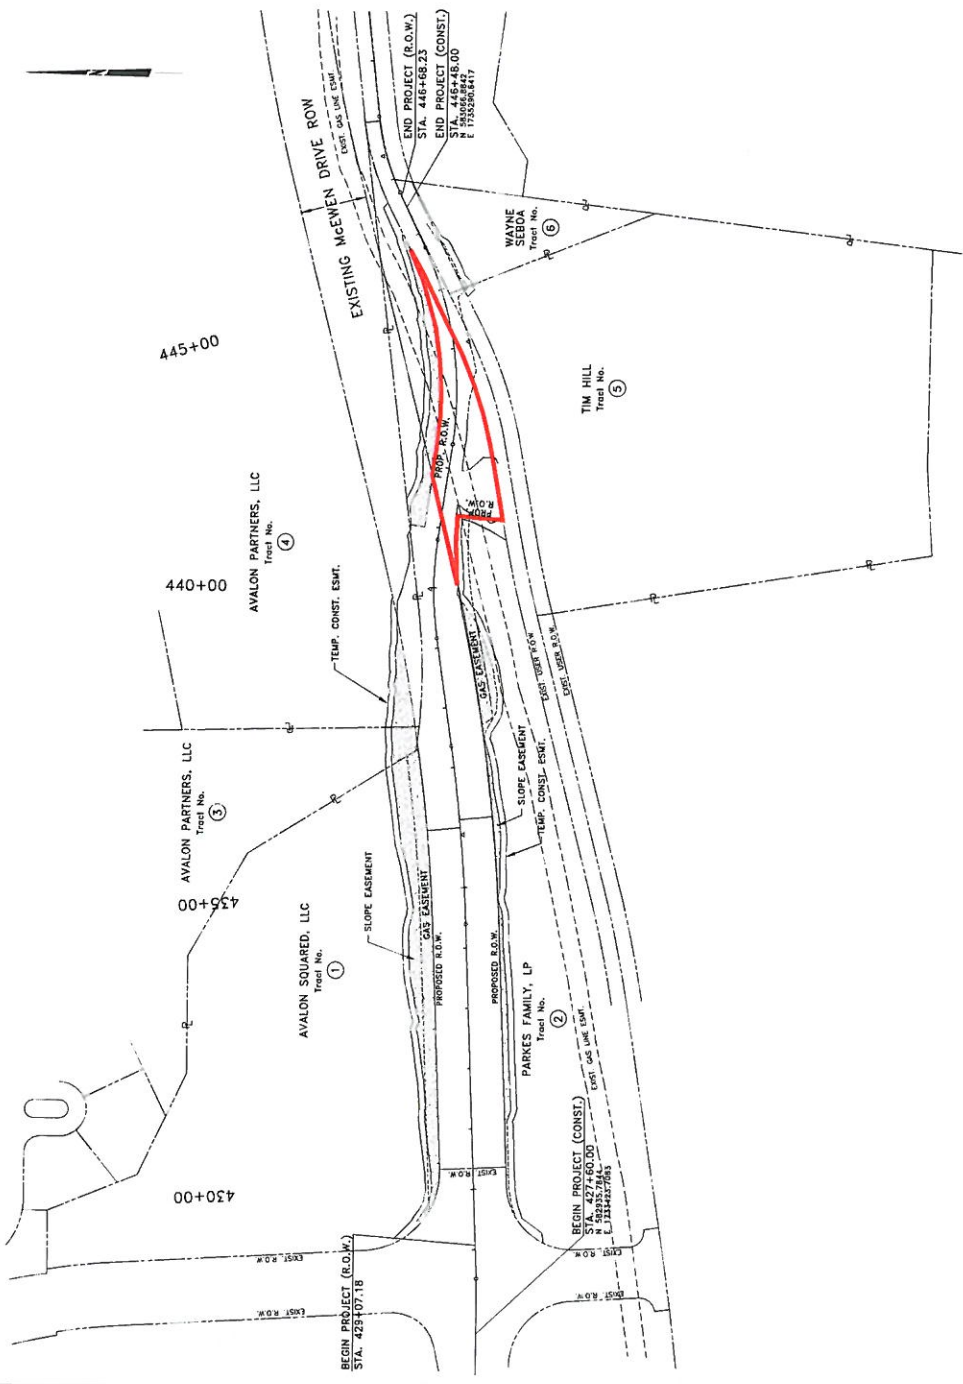 N
EXISTING McEWEN DRIVE ROW
EXIST. GAS LINE ESMT.
END PROJECT (R.O.W.)
STA. 446+68.23
END PROJECT (CONST.)
STA. 446+48.00
N 583066.8842
E 1735290.6417
WAYNE
SEBOA
Tract No.
6
445+00
TIM HILL
Tract No.
5
PROP. R.O.W.
PROP.
R.O.W.
AVALON PARTNERS, LLC
Tract No.
4
440+00
TEMP. CONST. ESMT.
GAS EASEMENT
EXIST. USER R.O.W.
EXIST. USER R.O.W.
AVALON PARTNERS, LLC
Tract No.
3
SLOPE EASEMENT
TEMP. CONST. ESMT.
435+00
SLOPE EASEMENT
GAS EASEMENT
PROPOSED R.O.W.
PROPOSED R.O.W.
AVALON SQUARED, LLC
Tract No.
1
PARKES FAMILY, LP
Tract No.
2
EXIST. GAS LINE ESMT.
430+00
EXIST. R.O.W.
BEGIN PROJECT (CONST.)
STA. 427+60.00
BEGIN PROJECT (R.O.W.)
STA. 429+07.18
EXIST. R.O.W.
EXIST. R.O.W.
EXIST. R.O.W.
EXIST. R.O.W.